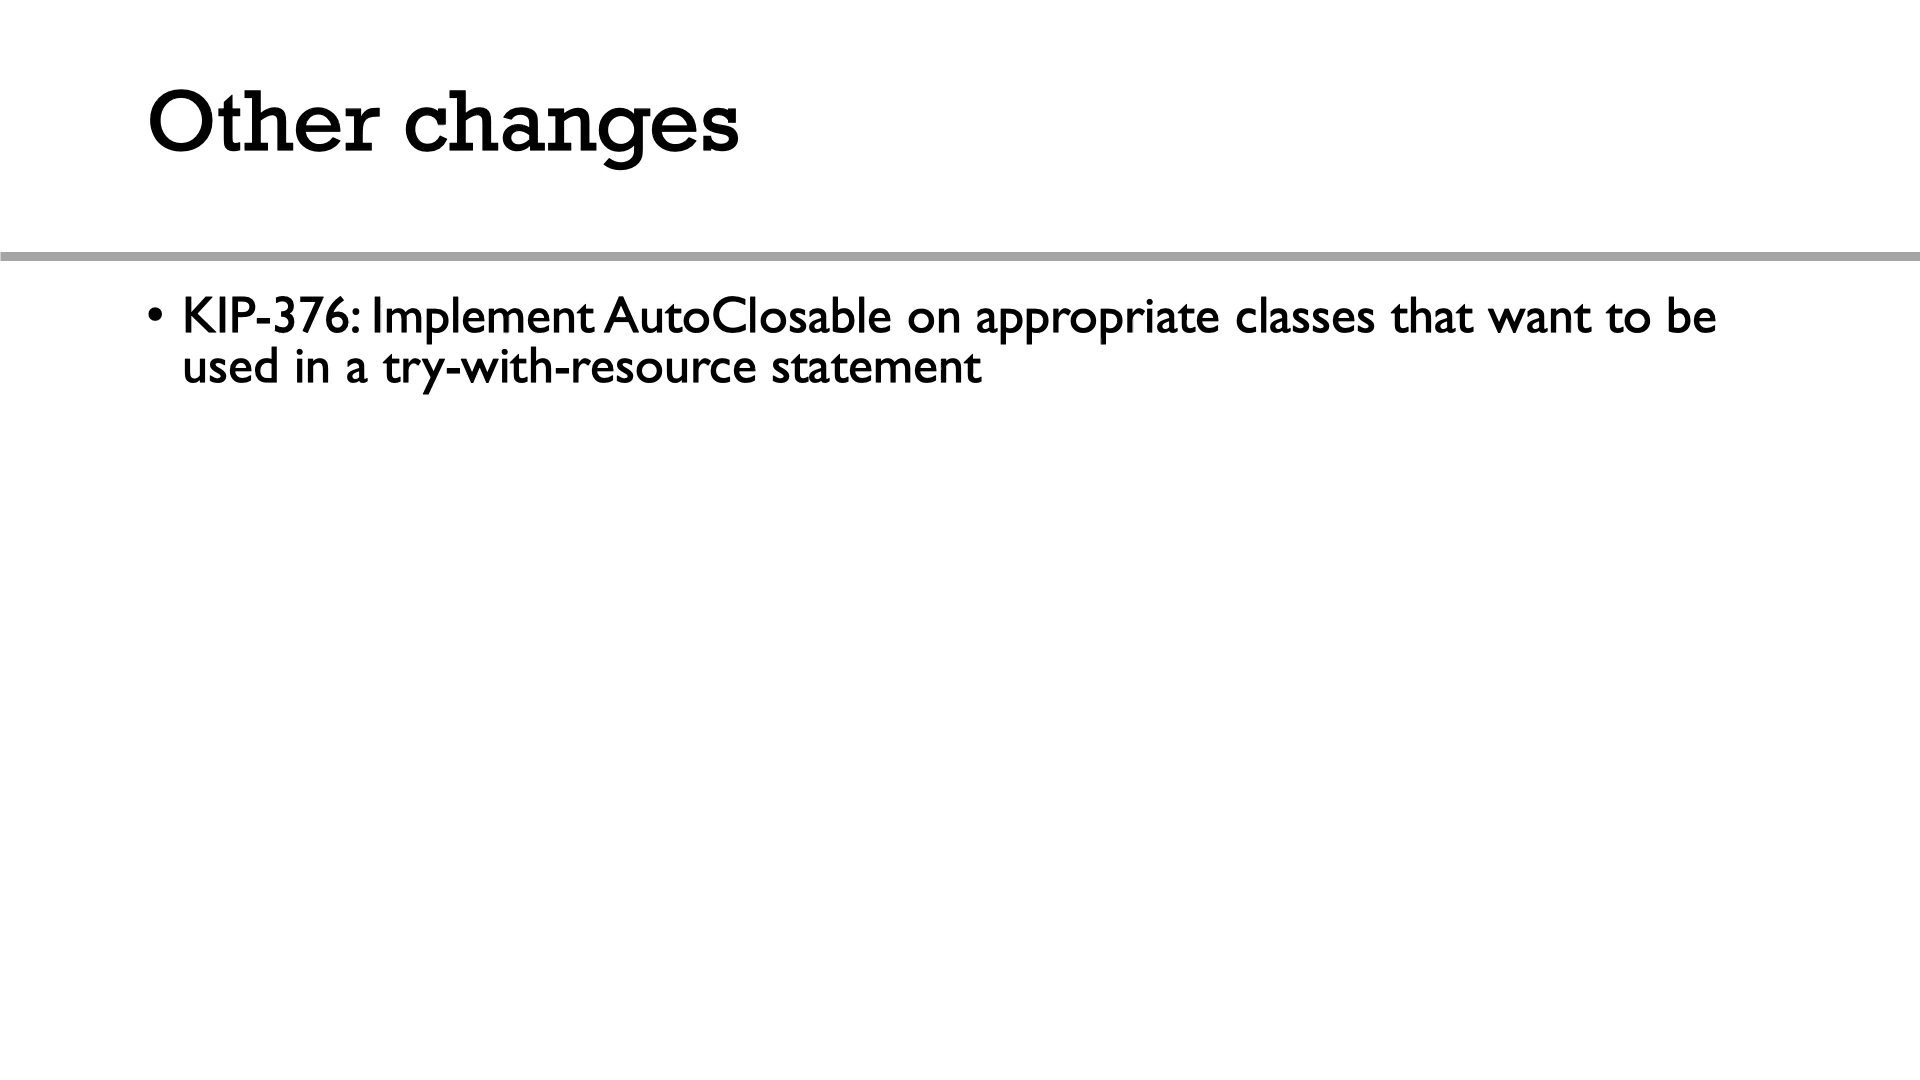 Other changes
• KIP-376: Implement AutoClosable on appropriate classes that want to be
used in a try-with-resource statement